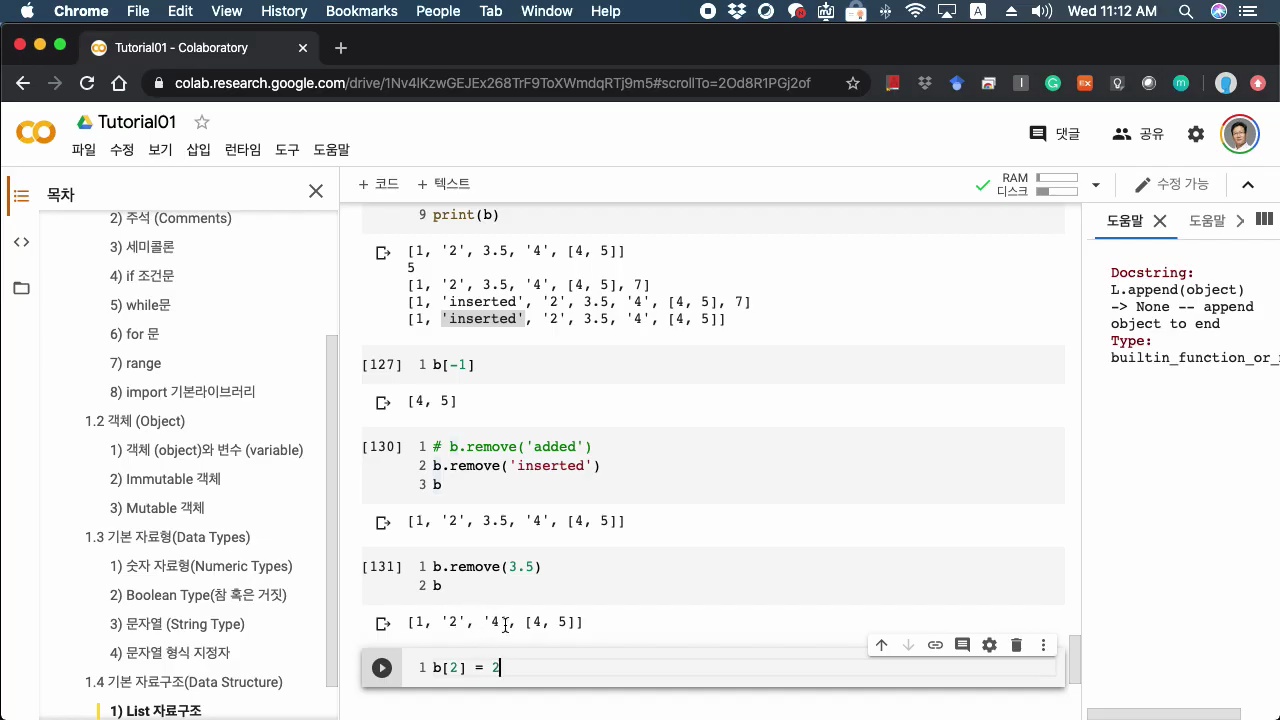 Chrome File Edit View History Bookmarks People Tab Window Help A Wed 11:12 AM
Tutorial01 - Colaboratory
colab.research.google.com/drive/1Nv4lKzwGEJEx268TrF9ToXWmdqRTj9m5#scrollTo=2Od8R1PGj2of
Tutorial01
댓글 공유
파일 수정 보기 삽입 런타임 도구 도움말
목차
+ 코드 + 텍스트
RAM
디스크
수정 가능
2) 주석 (Comments)
3) 세미콜론
4) if 조건문
5) while문
6) for 문
7) range
8) import 기본라이브러리
1.2 객체 (Object)
1) 객체 (object)와 변수 (variable)
2) Immutable 객체
3) Mutable 객체
1.3 기본 자료형(Data Types)
1) 숫자 자료형(Numeric Types)
2) Boolean Type(참 혹은 거짓)
3) 문자열 (String Type)
4) 문자열 형식 지정자
1.4 기본 자료구조(Data Structure)
1) List 자료구조
9 print(b)
[1, '2', 3.5, '4', [4, 5]]
5
[1, '2', 3.5, '4', [4, 5], 7]
[1, 'inserted', '2', 3.5, '4', [4, 5], 7]
[1, 'inserted', '2', 3.5, '4', [4, 5]]
[127] 1 b[-1]
[4, 5]
[130] 1 # b.remove('added')
2 b.remove('inserted')
3 b
[1, '2', 3.5, '4', [4, 5]]
[131] 1 b.remove(3.5)
2 b
[1, '2', '4', [4, 5]]
1 b[2] = 2
도움말 도움말
Docstring:
L.append(object)
-> None -- append
object to end
Type:
builtin_function_or_